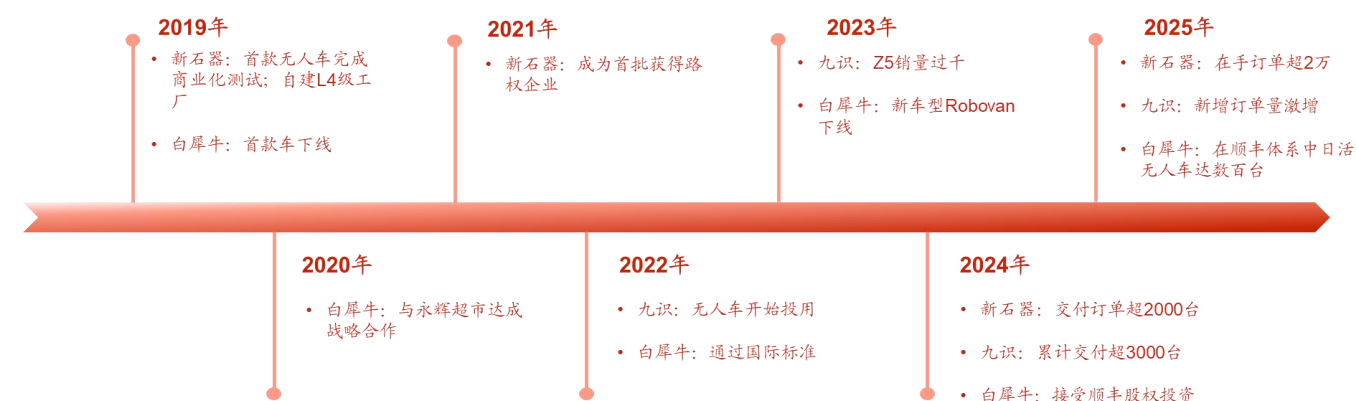 2019年
• 新石器：首款无人车完成
商业化测试；自建L4级工
厂
• 白犀牛：首款车下线
2021年
• 新石器：成为首批获得路
权企业
2023年
• 九识：Z5销量过千
• 白犀牛：新车型Robovan
下线
2025年
• 新石器：在手订单超2万
• 九识：新增订单量激增
• 白犀牛：在顺丰体系中日活
无人车达数百台
2020年
• 白犀牛：与永辉超市达成
战略合作
2022年
• 九识：无人车开始投用
• 白犀牛：通过国际标准
2024年
• 新石器：交付订单超2000台
• 九识：累计交付超3000台
• 白犀牛：接受顺丰股权投资